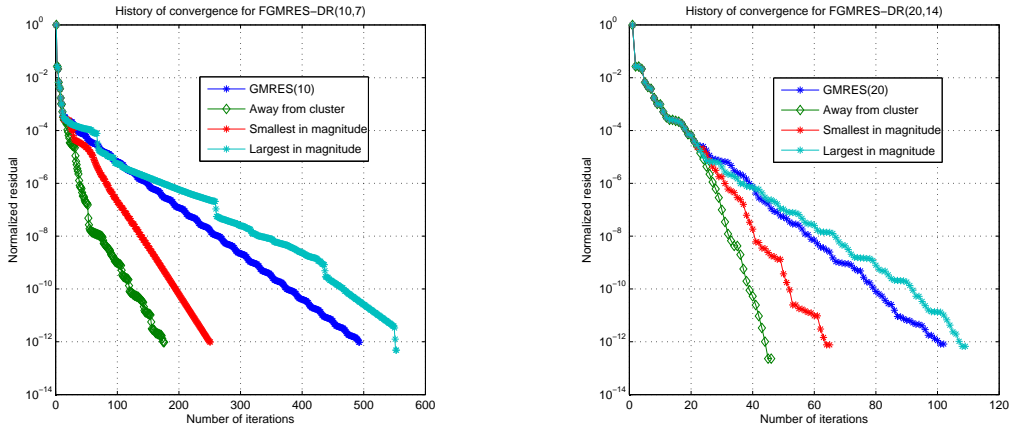 History of convergence for FGMRES−DR(10,7)
10^0
10^−2
10^−4
10^−6
10^−8
10^−10
10^−12
10^−14
Normalized residual
GMRES(10)
Away from cluster
Smallest in magnitude
Largest in magnitude
0 100 200 300 400 500 600
Number of iterations
History of convergence for FGMRES−DR(20,14)
10^0
10^−2
10^−4
10^−6
10^−8
10^−10
10^−12
10^−14
Normalized residual
GMRES(20)
Away from cluster
Smallest in magnitude
Largest in magnitude
0 20 40 60 80 100 120
Number of iterations